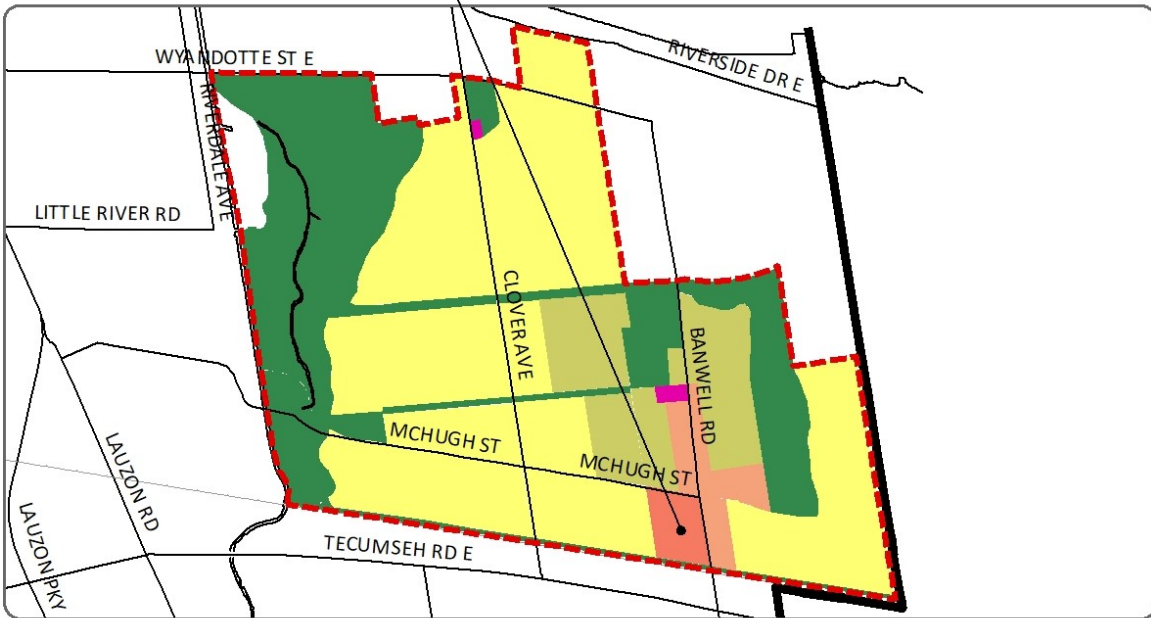 WYANDOTTE ST E
RIVERSIDE DR E
RIVERDALE AVE
LITTLE RIVER RD
CLOVER AVE
BANWELL RD
MCHUGH ST
MCHUGH ST
LAUZON RD
LAUZON PKY
TECUMSEH RD E